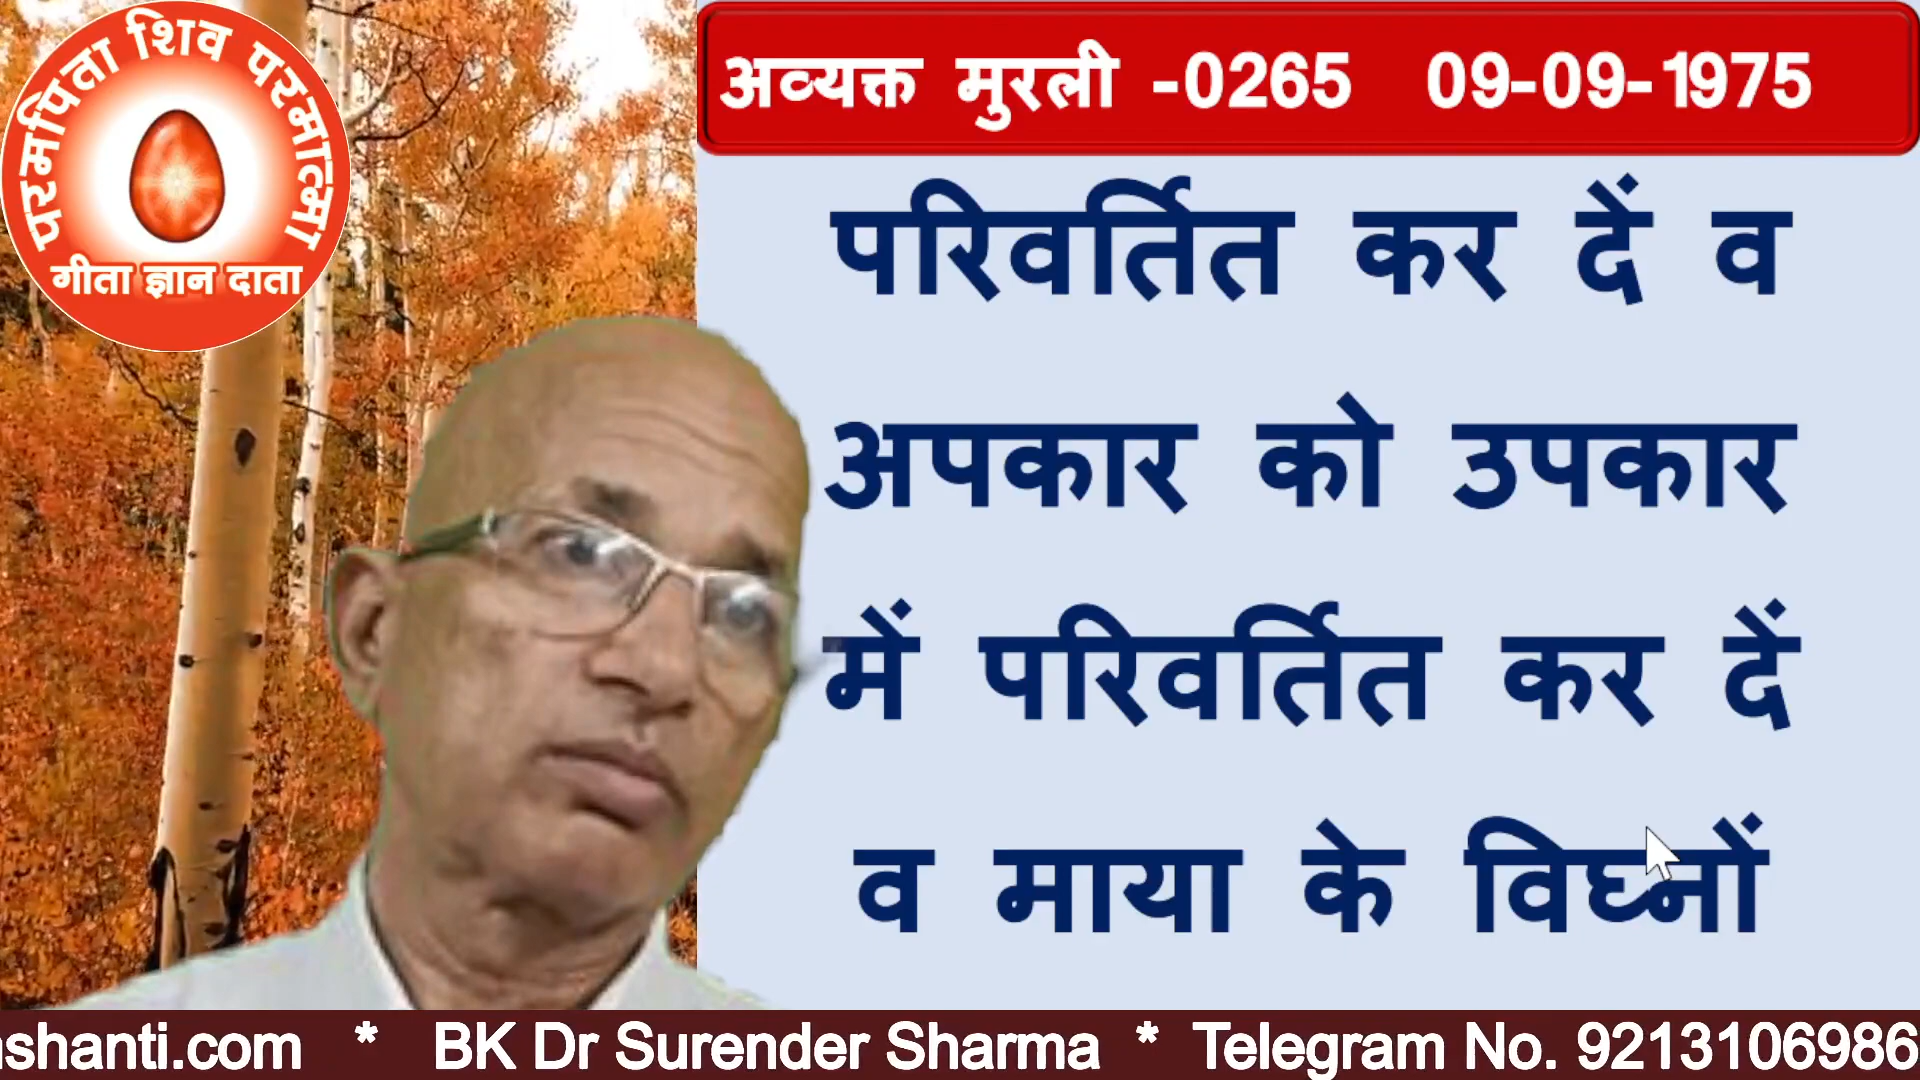 परमपिता शिव परमात्मा
गीता ज्ञान दाता
अव्यक्त मुरली -0265 09-09-1975
परिवर्तित कर दें व
अपकार को उपकार
में परिवर्तित कर दें
व माया के विघ्नों
shanti.com * BK Dr Surender Sharma * Telegram No. 9213106986